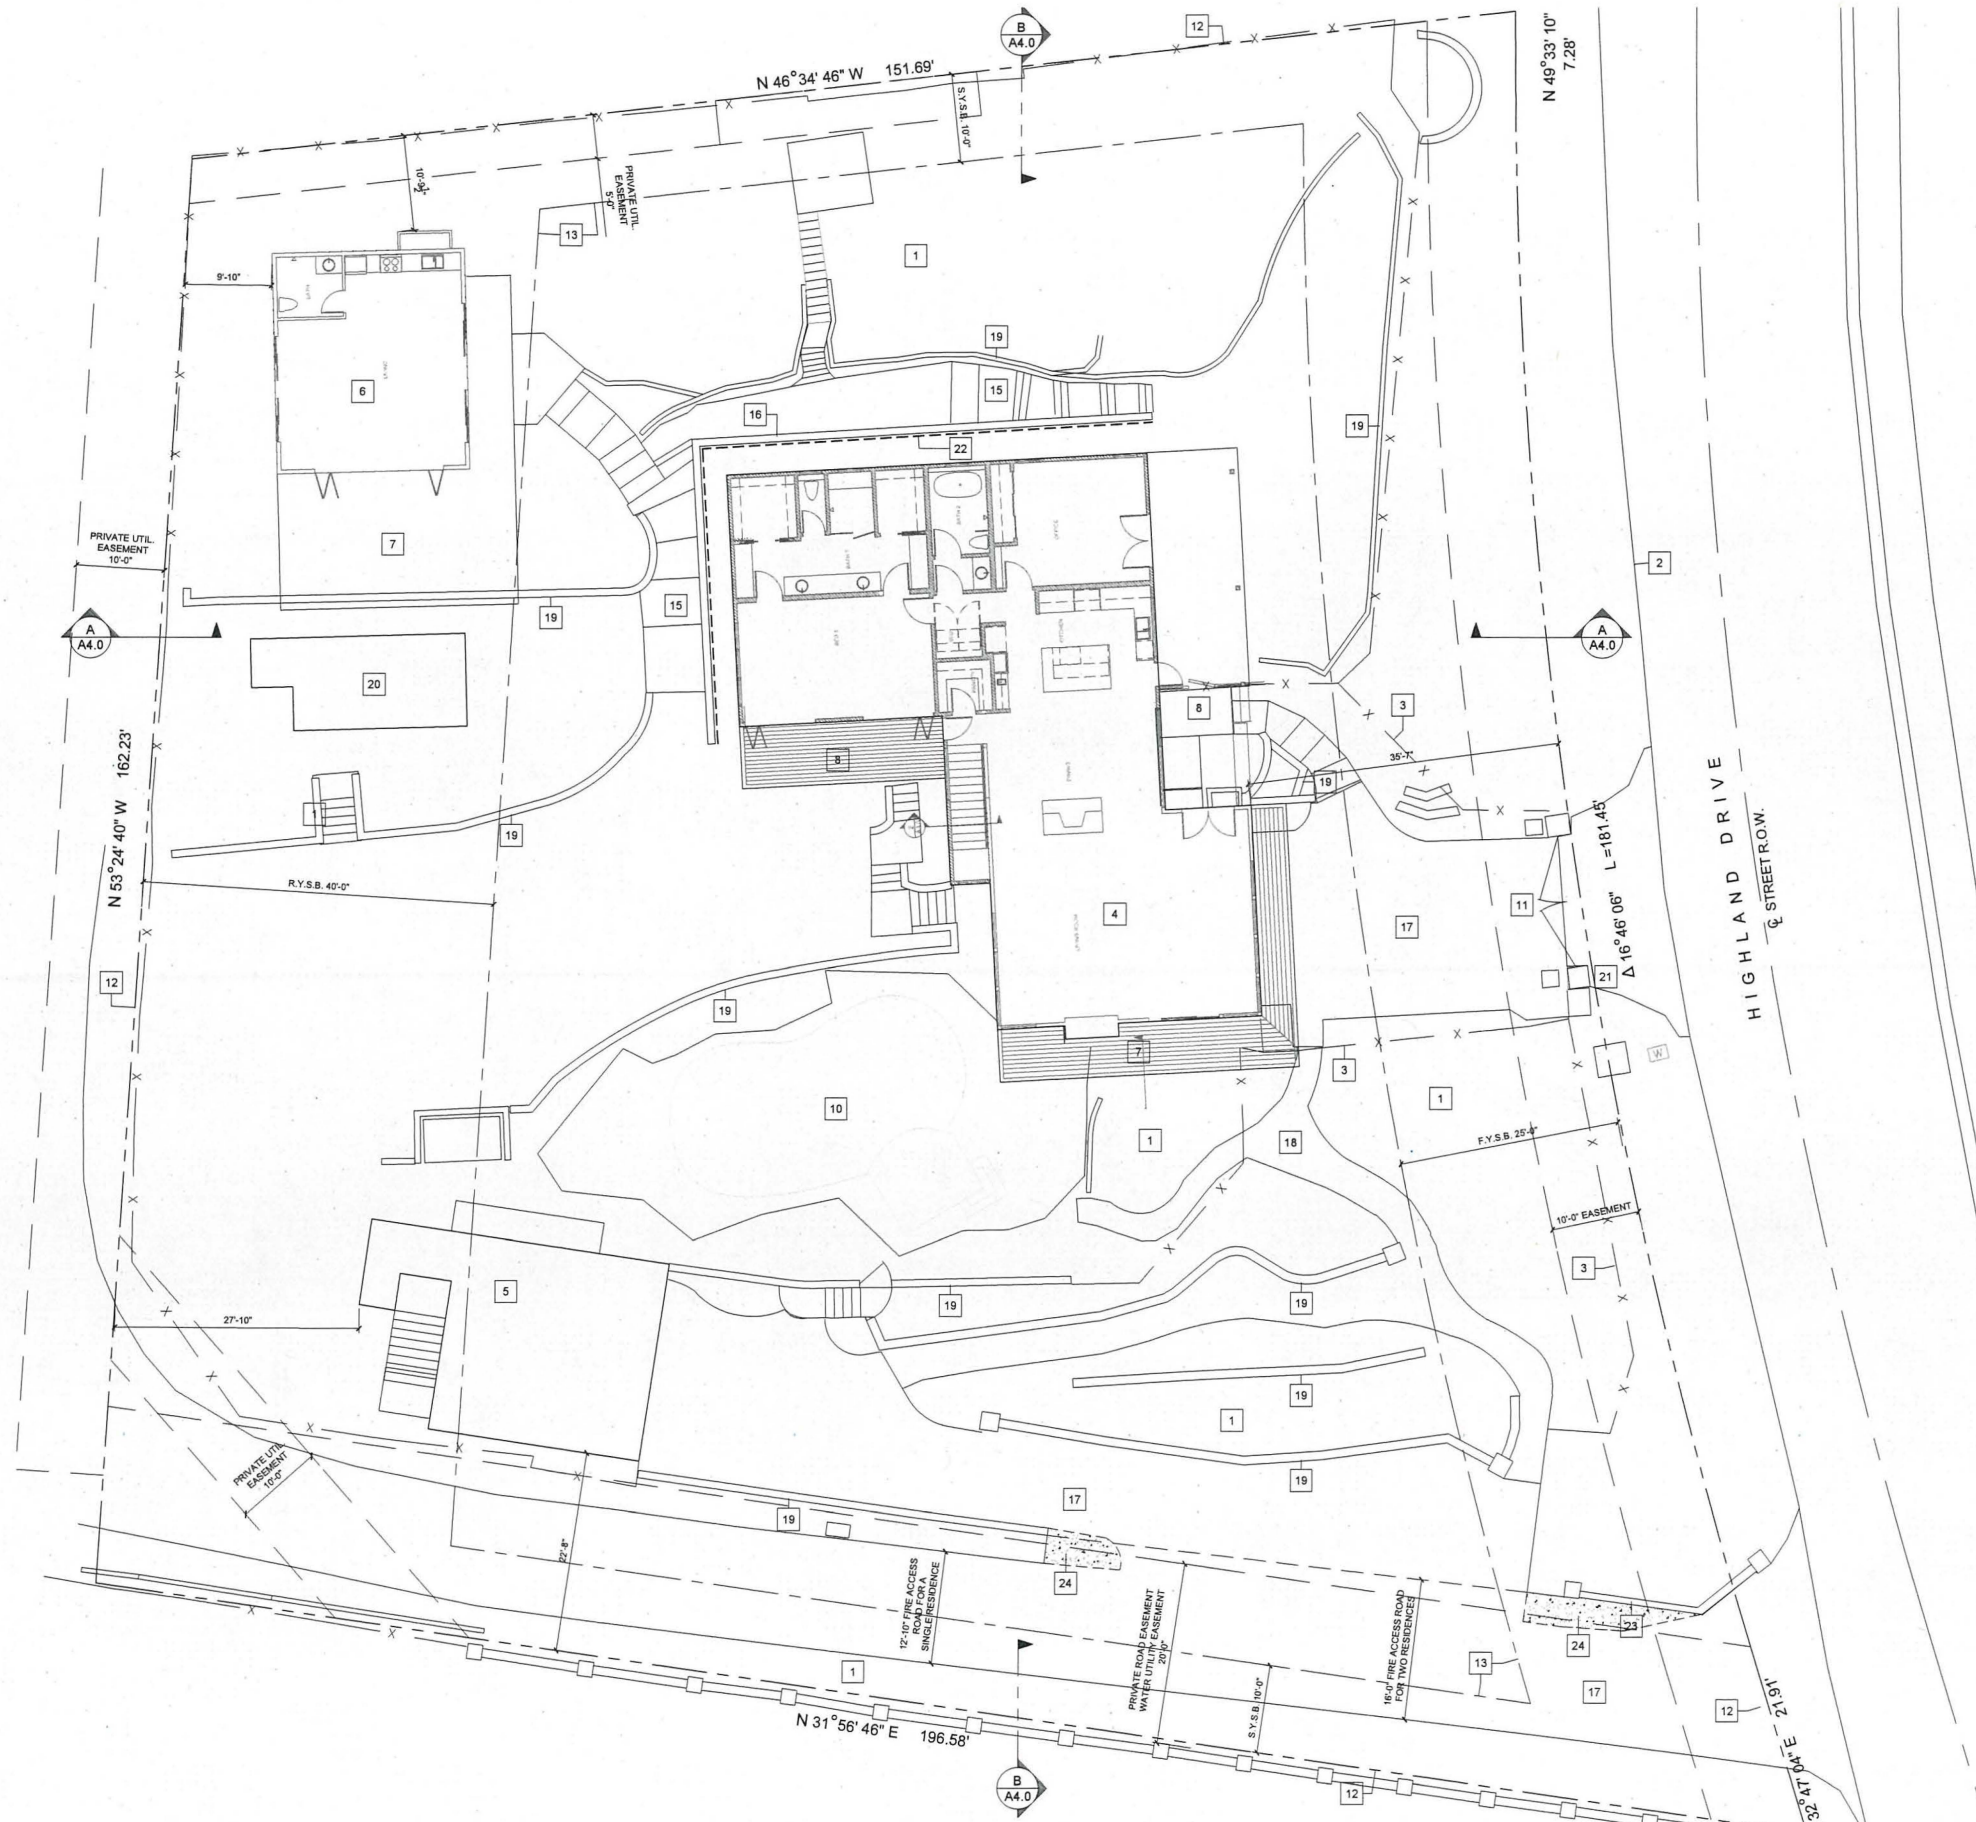 B
A4.0
12
N 49°33' 10"
7.28'
N 46°34' 46" W 151.69'
S.Y.S.B. 10'-0"
PRIVATE UTIL.
EASEMENT
5'-0"
13
1
9'-10"
19
6
15
16
19
22
PRIVATE UTIL.
EASEMENT
10'-0"
7
2
19
15
A
A4.0
A
A4.0
20
8
3
35'-7"
N 53°24' 40" W 162.23'
8
19
1
19
R.Y.S.B. 40'-0"
4
11
17
Δ 16°46' 06" L=181.45'
HIGHLAND DRIVE
℄ STREET R.O.W.
12
21
19
7
3
W
10
1
1
18
F.Y.S.B. 25'-0"
10'-0" EASEMENT
3
5
19
19
27'-10"
19
1
PRIVATE UTIL.
EASEMENT
10'-0"
19
17
19
22'-8"
24
12'-10" FIRE ACCESS
ROAD FOR A
SINGLE RESIDENCE
PRIVATE ROAD EASEMENT
WATER UTILITY EASEMENT
20'-0"
16'-0" FIRE ACCESS ROAD
FOR TWO RESIDENCES
23
24
13
1
17
S.Y.S.B. 10'-0"
12
N 31°56' 46" E 196.58'
32°47' 04" E 21.91'
B
A4.0
12